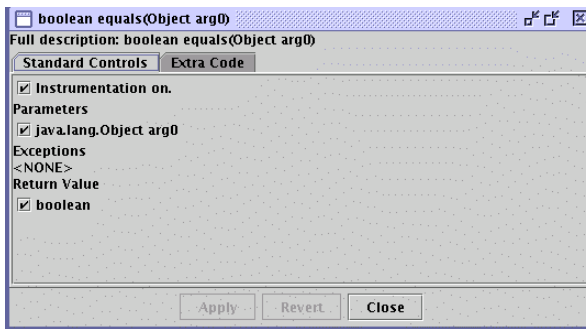 boolean equals(Object arg0)
Full description: boolean equals(Object arg0)
Standard Controls Extra Code
Instrumentation on.
Parameters
java.lang.Object arg0
Exceptions
<NONE>
Return Value
boolean
Apply Revert Close